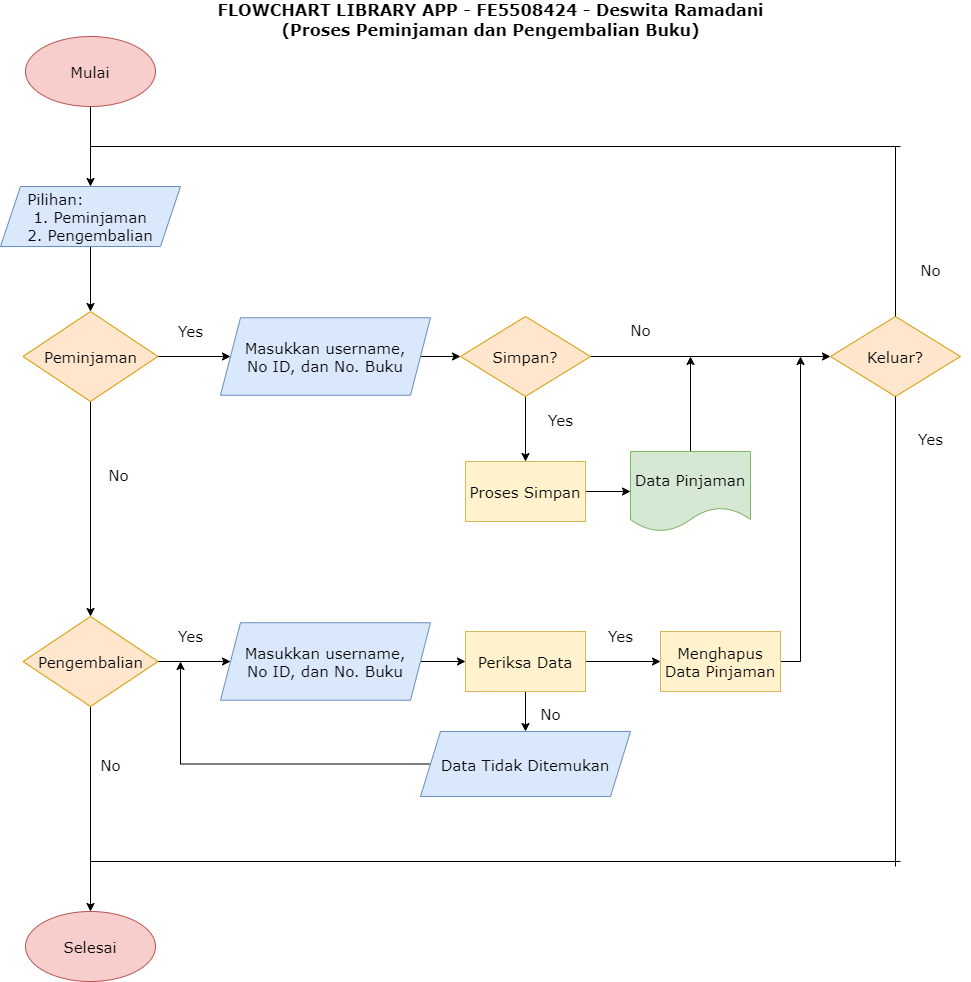 FLOWCHART LIBRARY APP - FE5508424 - Deswita Ramadani
(Proses Peminjaman dan Pengembalian Buku)
Mulai
Pilihan:
1. Peminjaman
2. Pengembalian
No
Peminjaman
Yes
Masukkan username,
No ID, dan No. Buku
Simpan?
No
Keluar?
Yes
Yes
No
Proses Simpan
Data Pinjaman
Pengembalian
Yes
Masukkan username,
No ID, dan No. Buku
Periksa Data
Yes
Menghapus
Data Pinjaman
No
No
Data Tidak Ditemukan
Selesai